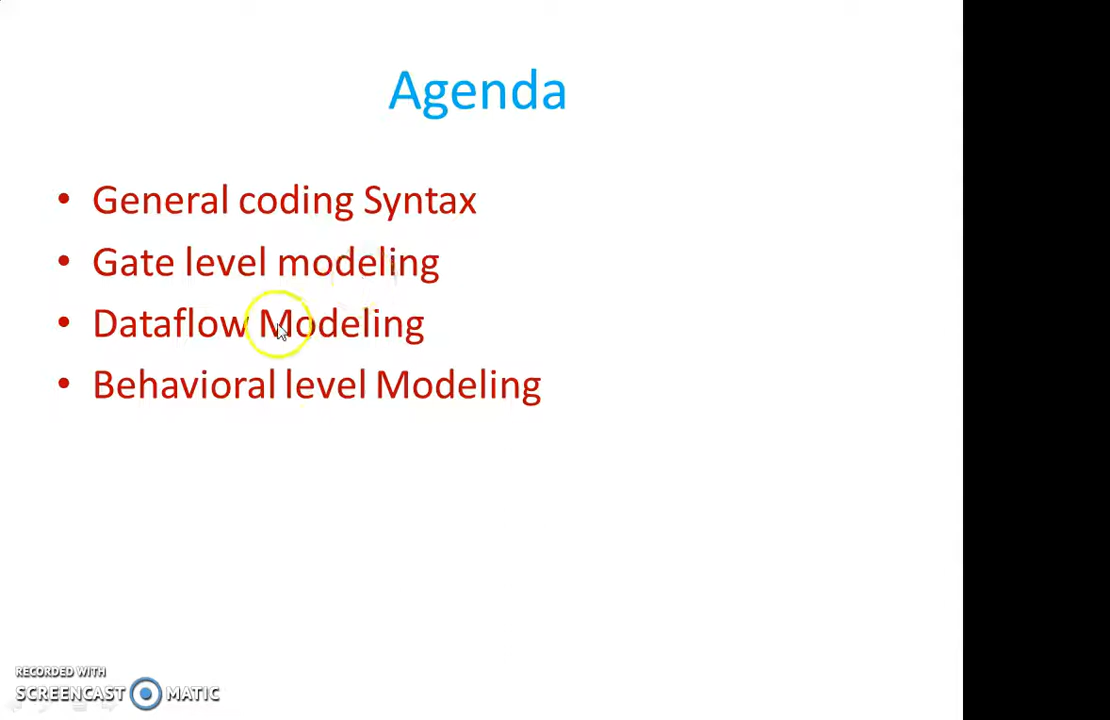 Agenda
• General coding Syntax
• Gate level modeling
• Dataflow Modeling
• Behavioral level Modeling
RECORDED WITH
SCREENCAST MATIC